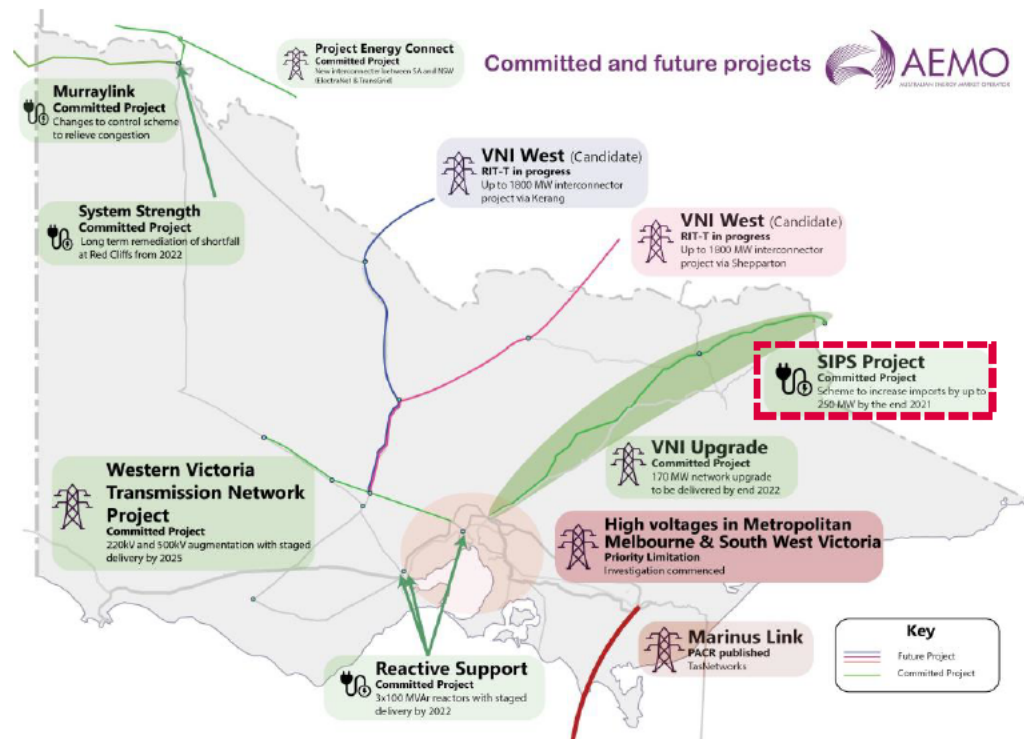 Committed and future projects
AEMO
AUSTRALIAN ENERGY MARKET OPERATOR
Project Energy Connect
Committed Project
New interconnector between SA and NSW
(ElectraNet & TransGrid)
Murraylink
Committed Project
Changes to control scheme
to relieve congestion
System Strength
Committed Project
Long term remediation of shortfall
at Red Cliffs from 2022
VNI West (Candidate)
RIT-T in progress
Up to 1800 MW interconnector
project via Kerang
VNI West (Candidate)
RIT-T in progress
Up to 1800 MW interconnector
project via Shepparton
SIPS Project
Committed Project
Scheme to increase imports by up to
250 MW by the end 2021
VNI Upgrade
Committed Project
170 MW network upgrade
to be delivered by end 2022
Western Victoria
Transmission Network
Project
Committed Project
220kV and 500kV augmentation with staged
delivery by 2025
High voltages in Metropolitan
Melbourne & South West Victoria
Priority Limitation
Investigation commenced
Reactive Support
Committed Project
3x100 MVAr reactors with staged
delivery by 2022
Marinus Link
PACR published
TasNetworks
Key
Future Project
Committed Project